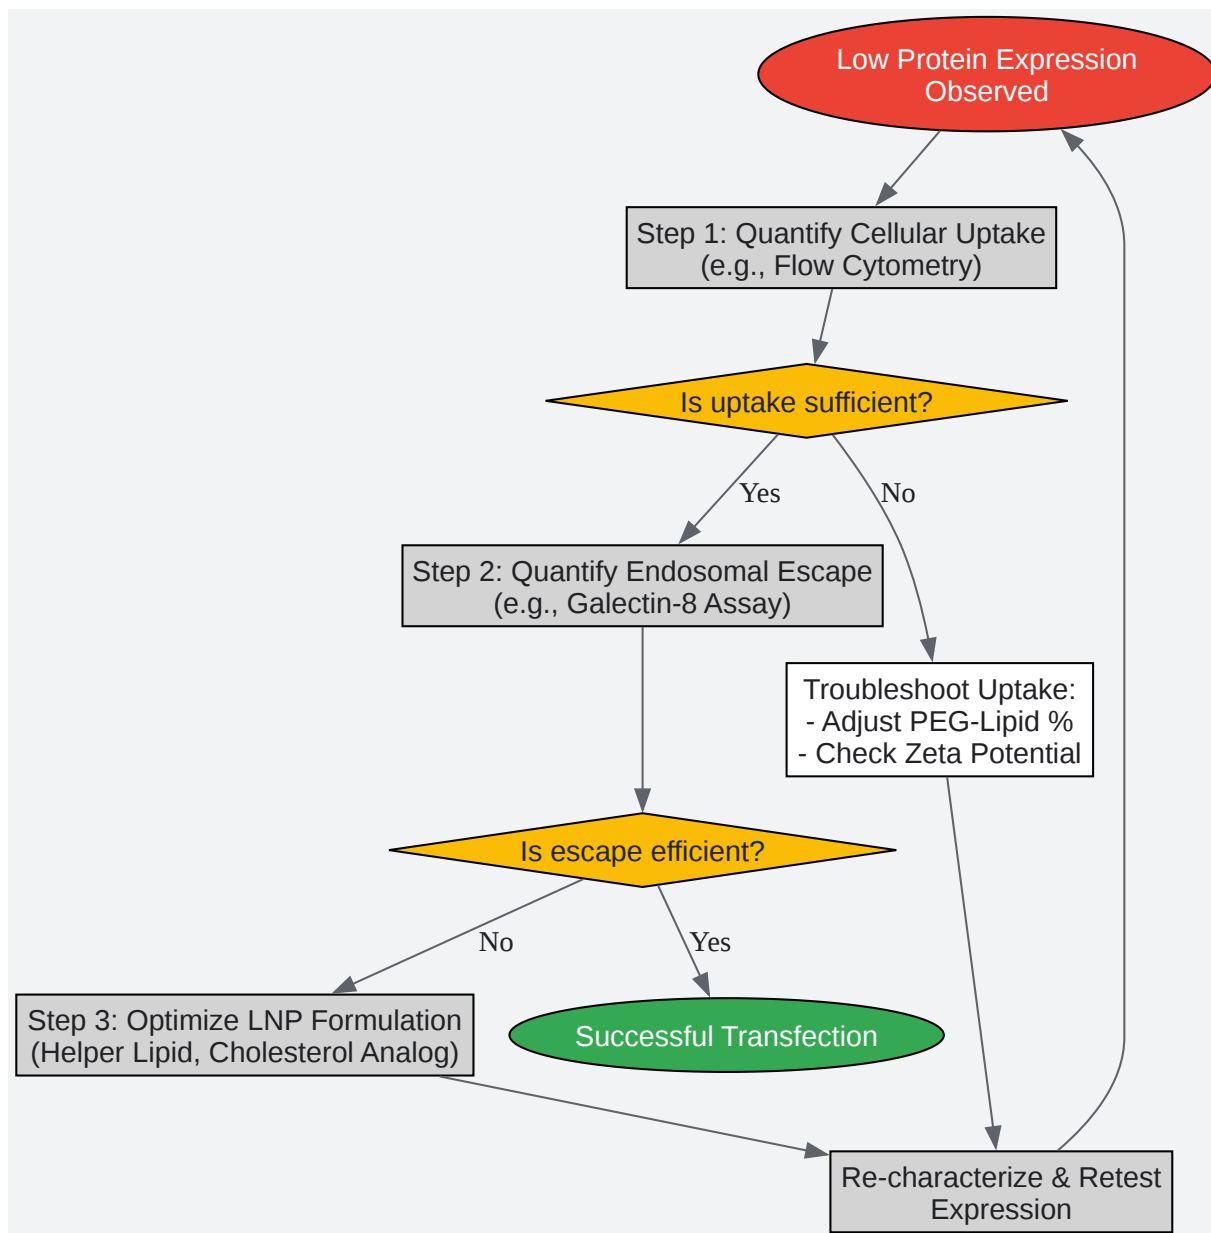 Low Protein Expression
Observed
Step 1: Quantify Cellular Uptake
(e.g., Flow Cytometry)
Is uptake sufficient?
Yes
No
Step 2: Quantify Endosomal Escape
(e.g., Galectin-8 Assay)
Troubleshoot Uptake:
- Adjust PEG-Lipid %
- Check Zeta Potential
Is escape efficient?
No
Yes
Step 3: Optimize LNP Formulation
(Helper Lipid, Cholesterol Analog)
Successful Transfection
Re-characterize & Retest
Expression